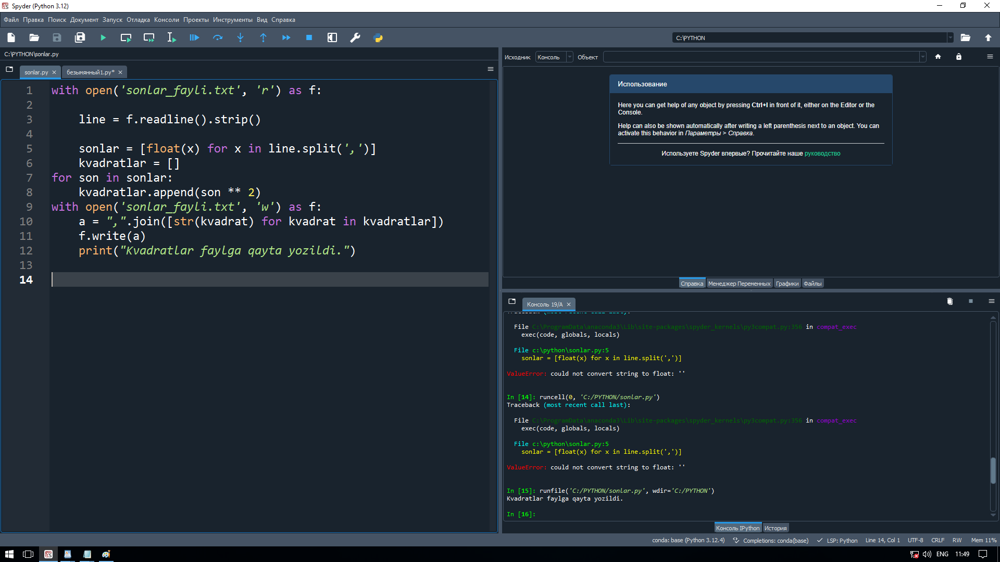 Spyder (Python 3.12)
Файл Правка Поиск Документ Запуск Отладка Консоли Проекты Инструменты Вид Справка
C:\PYTHON
C:\PYTHON\sonlar.py
sonlar.py
безымянный1.py*
1 with open('sonlar_fayli.txt', 'r') as f:
2
3 line = f.readline().strip()
4
5 sonlar = [float(x) for x in line.split(',')]
6 kvadratlar = []
7 for son in sonlar:
8 kvadratlar.append(son ** 2)
9 with open('sonlar_fayli.txt', 'w') as f:
10 a = ",".join([str(kvadrat) for kvadrat in kvadratlar])
11 f.write(a)
12 print("Kvadratlar faylga qayta yozildi.")
13
14
Исходник Консоль Объект
Использование
Here you can get help of any object by pressing Ctrl+I in front of it, either on the Editor or the
Console.
Help can also be shown automatically after writing a left parenthesis next to an object. You can
activate this behavior in Параметры > Справка.
Используете Spyder впервые? Прочитайте наше руководство
Справка Менеджер Переменных Графики Файлы
Консоль 19/A
Traceback (most recent call last):
File C:\ProgramData\anaconda3\Lib\site-packages\spyder_kernels\py3compat.py:356 in compat_exec
exec(code, globals, locals)
File c:\python\sonlar.py:5
sonlar = [float(x) for x in line.split(',')]
ValueError: could not convert string to float: ''
In [14]: runcell(0, 'C:/PYTHON/sonlar.py')
Traceback (most recent call last):
File C:\ProgramData\anaconda3\Lib\site-packages\spyder_kernels\py3compat.py:356 in compat_exec
exec(code, globals, locals)
File c:\python\sonlar.py:5
sonlar = [float(x) for x in line.split(',')]
ValueError: could not convert string to float: ''
In [15]: runfile('C:/PYTHON/sonlar.py', wdir='C:/PYTHON')
Kvadratlar faylga qayta yozildi.
In [16]:
Консоль IPython История
conda: base (Python 3.12.4) Completions: conda(base) LSP: Python Line 14, Col 1 UTF-8 CRLF RW Mem 11%
ENG 11:49